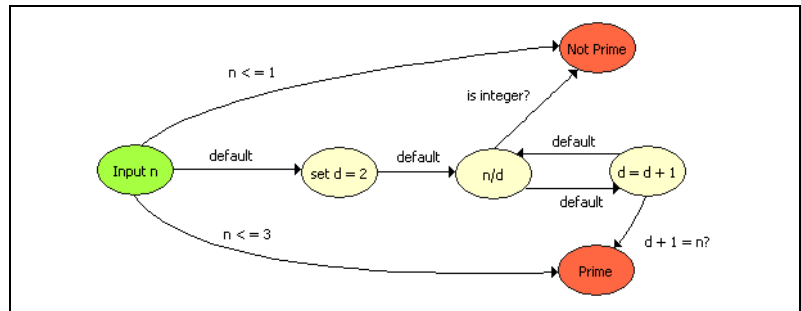 Not Prime
n < = 1
is integer?
default
default
default
Input n
set d = 2
n/d
d = d + 1
default
n < = 3
d + 1 = n?
Prime